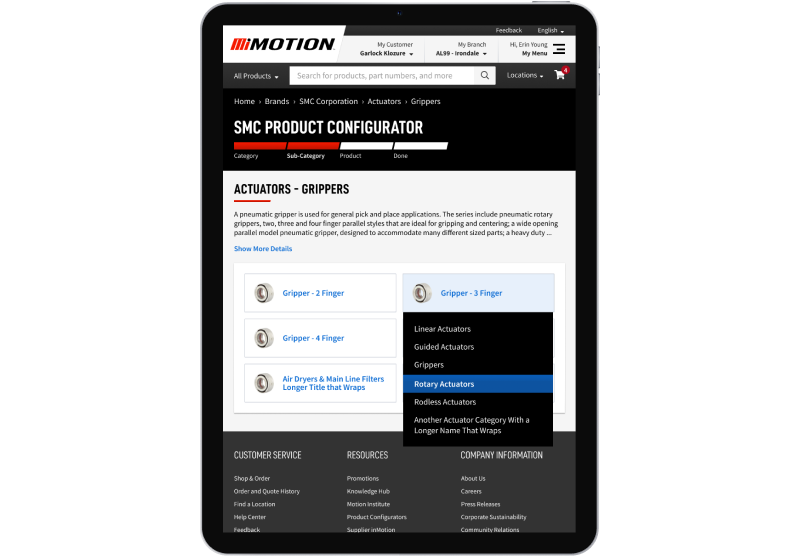 Feedback English
MOTION
My Customer
Garlock Klozure
My Branch
AL99 - Irondale
Hi, Erin Young
My Menu
All Products
Search for products, part numbers, and more
Locations
4
Home › Brands › SMC Corporation › Actuators › Grippers
SMC PRODUCT CONFIGURATOR
Category Sub-Category Product Done
ACTUATORS - GRIPPERS
A pneumatic gripper is used for general pick and place applications. The series include pneumatic rotary
grippers, two, three and four finger parallel styles that are ideal for gripping and centering; a wide opening
parallel model pneumatic gripper, designed to accommodate many different sized parts; a heavy duty ...
Show More Details
Gripper - 2 Finger
Gripper - 3 Finger
Gripper - 4 Finger
Air Dryers & Main Line Filters
Longer Title that Wraps
Linear Actuators
Guided Actuators
Grippers
Rotary Actuators
Rodless Actuators
Another Actuator Category With a
Longer Name That Wraps
CUSTOMER SERVICE
Shop & Order
Order and Quote History
Find a Location
Help Center
Feedback
RESOURCES
Promotions
Knowledge Hub
Motion Institute
Product Configurators
Supplier inMotion
COMPANY INFORMATION
About Us
Careers
Press Releases
Corporate Sustainability
Community Relations